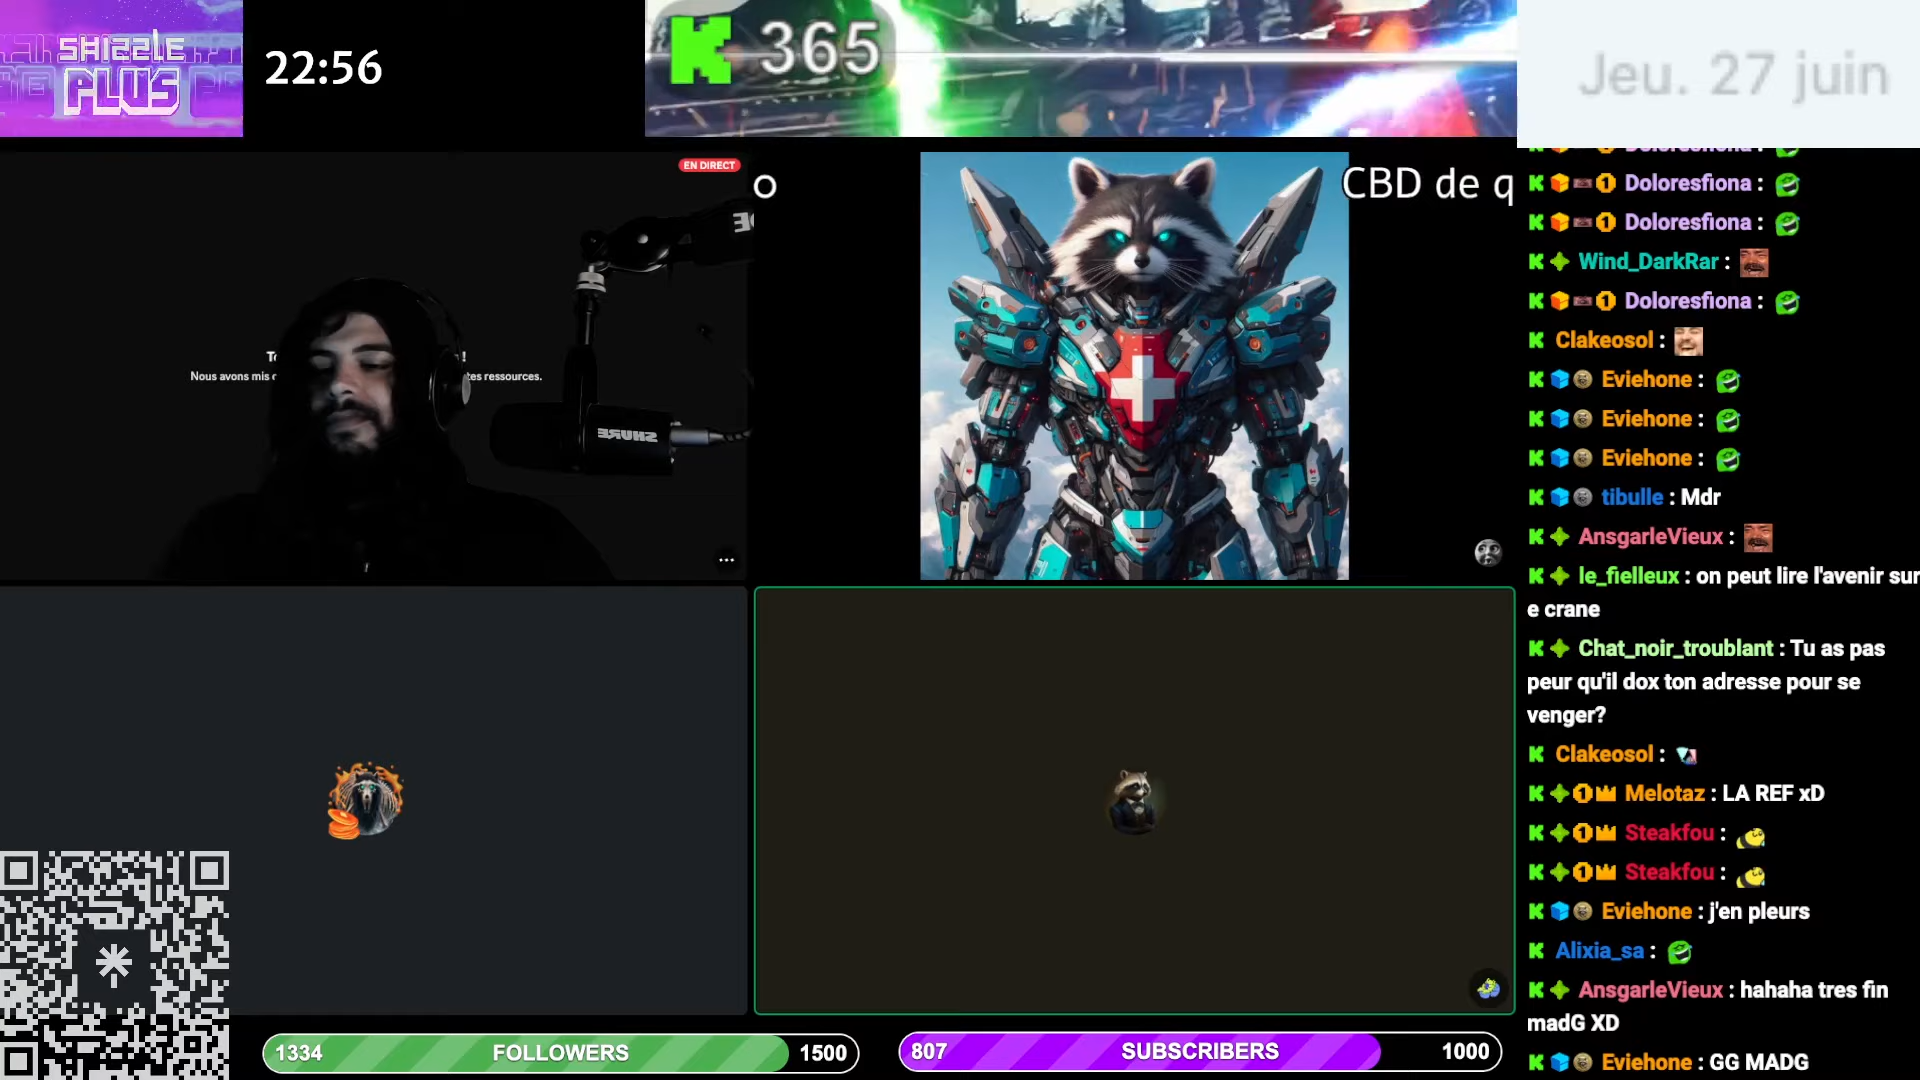 SHIZZLE
PLUS
22:56
K 365
Jeu. 27 juin
EN DIRECT
O
CBD de q
Nous avons mis
tes ressources.
SHURE
Doloresfiona :
Doloresfiona :
Doloresfiona :
Wind_DarkRar :
Doloresfiona :
Clakeosol :
Eviehone :
Eviehone :
Eviehone :
tibulle : Mdr
AnsgarleVieux :
le_fielleux : on peut lire l'avenir sur
e crane
Chat_noir_troublant : Tu as pas
peur qu'il dox ton adresse pour se
venger?
Clakeosol :
Melotaz : LA REF xD
Steakfou :
Steakfou :
Eviehone : j'en pleurs
Alixia_sa :
AnsgarleVieux : hahaha tres fin
madG XD
Eviehone : GG MADG
1334 FOLLOWERS 1500
807 SUBSCRIBERS 1000